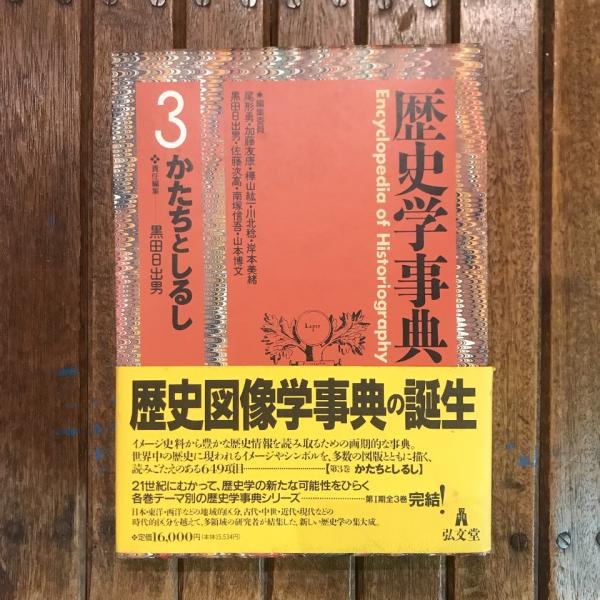 歴史学事典
Encyclopedia of Historiography
◆編集委員
尾形勇・加藤友康・樺山紘一・川北稔・岸本美緒
黒田日出男・佐藤次高・南塚信吾・山本博文
3
かたちとしるし
❖責任編集──黒田日出男
歴史図像学事典の誕生
イメージ史料から豊かな歴史情報を読み取るための画期的な事典。
世界中の歴史に現われるイメージやシンボルを、多数の図版とともに描く、
読みごたえのある649項目……………【第3巻 かたちとしるし】
21世紀にむかって、歴史学の新たな可能性をひらく
各巻テーマ別の歴史学事典シリーズ…………第Ⅰ期全3巻 完結!
日本・東洋・西洋などの地域的区分、古代・中世・近代・現代などの
時代的区分を越えて、多領域の研究者が結集した、新しい歴史学の集大成。
❖定価16,000円(本体15,534円)
弘文堂